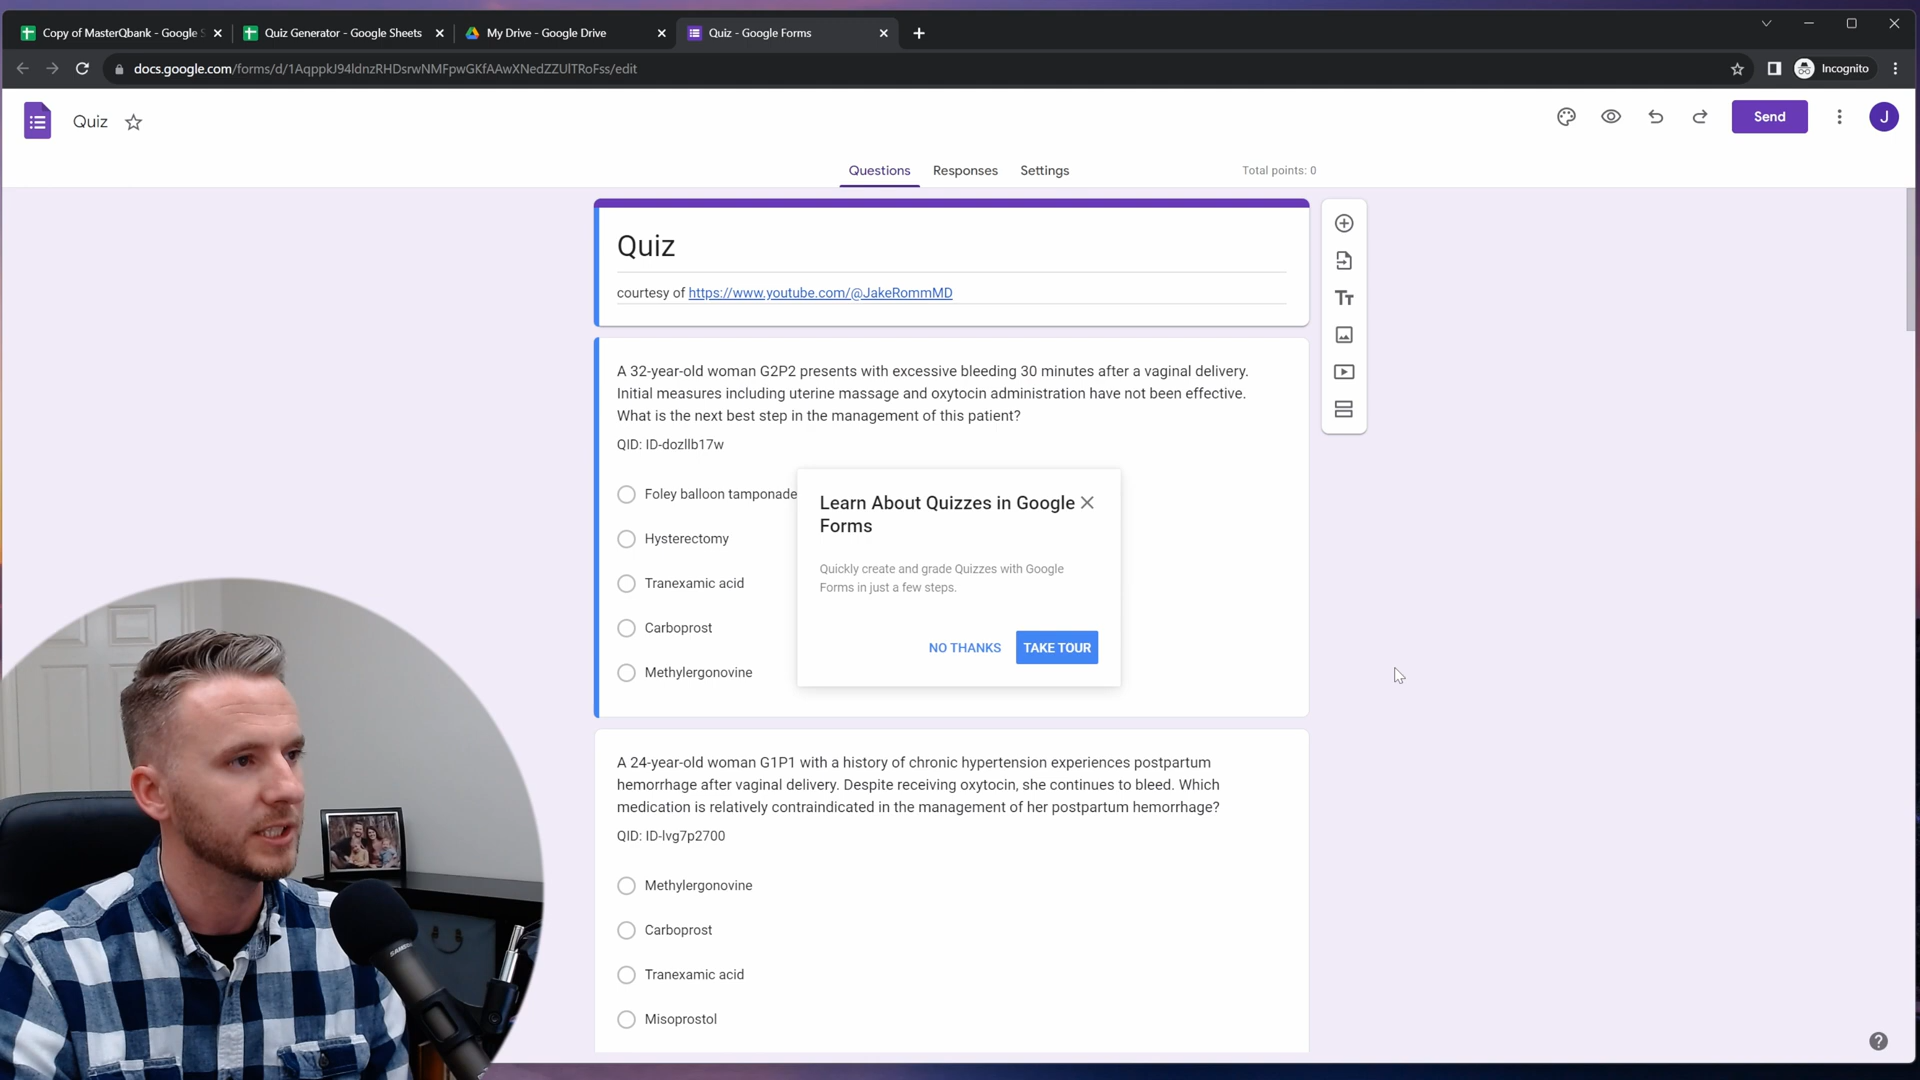 Copy of MasterQbank - Google S
Quiz Generator - Google Sheets
My Drive - Google Drive
Quiz - Google Forms
docs.google.com/forms/d/1AqppkJ94ldnzRHDsrwNMFpwGKfAAwXNedZZUlTRoFss/edit
Incognito
Quiz
Send
J
Questions
Responses
Settings
Total points: 0
Quiz
courtesy of https://www.youtube.com/@JakeRommMD
Tт
A 32-year-old woman G2P2 presents with excessive bleeding 30 minutes after a vaginal delivery.
Initial measures including uterine massage and oxytocin administration have not been effective.
What is the next best step in the management of this patient?
QID: ID-dozllb17w
Foley balloon tamponade
Hysterectomy
Tranexamic acid
Carboprost
Methylergonovine
Learn About Quizzes in Google
Forms
Quickly create and grade Quizzes with Google
Forms in just a few steps.
NO THANKS
TAKE TOUR
A 24-year-old woman G1P1 with a history of chronic hypertension experiences postpartum
hemorrhage after vaginal delivery. Despite receiving oxytocin, she continues to bleed. Which
medication is relatively contraindicated in the management of her postpartum hemorrhage?
QID: ID-lvg7p2700
Methylergonovine
Carboprost
Tranexamic acid
Misoprostol
SAMSON